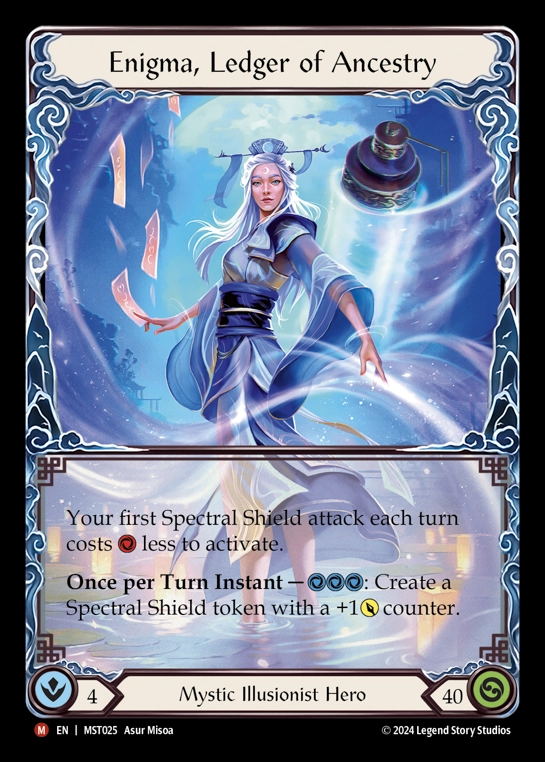 Enigma, Ledger of Ancestry
Your first Spectral Shield attack each turn
costs less to activate.
Once per Turn Instant — : Create a
Spectral Shield token with a +1 counter.
4
Mystic Illusionist Hero
40
M EN | MST025 Asur Misoa
© 2024 Legend Story Studios